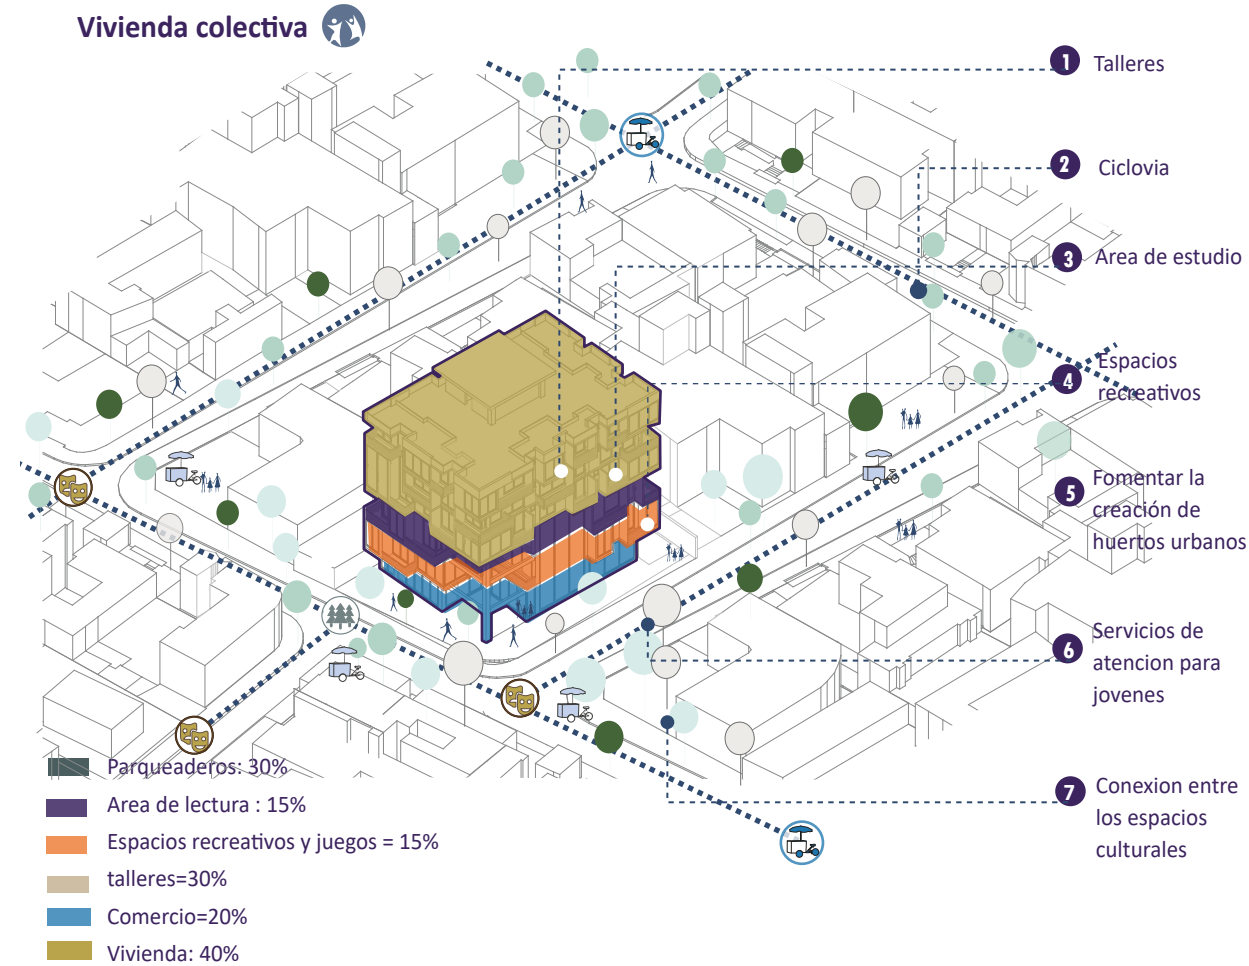 Vivienda colectiva
1 Talleres
2 Ciclovia
3 Area de estudio
4 Espacios
recreativos
5 Fomentar la
creación de
huertos urbanos
6 Servicios de
atencion para
jovenes
7 Conexion entre
los espacios
culturales
Parqueaderos: 30%
Area de lectura : 15%
Espacios recreativos y juegos = 15%
talleres=30%
Comercio=20%
Vivienda: 40%